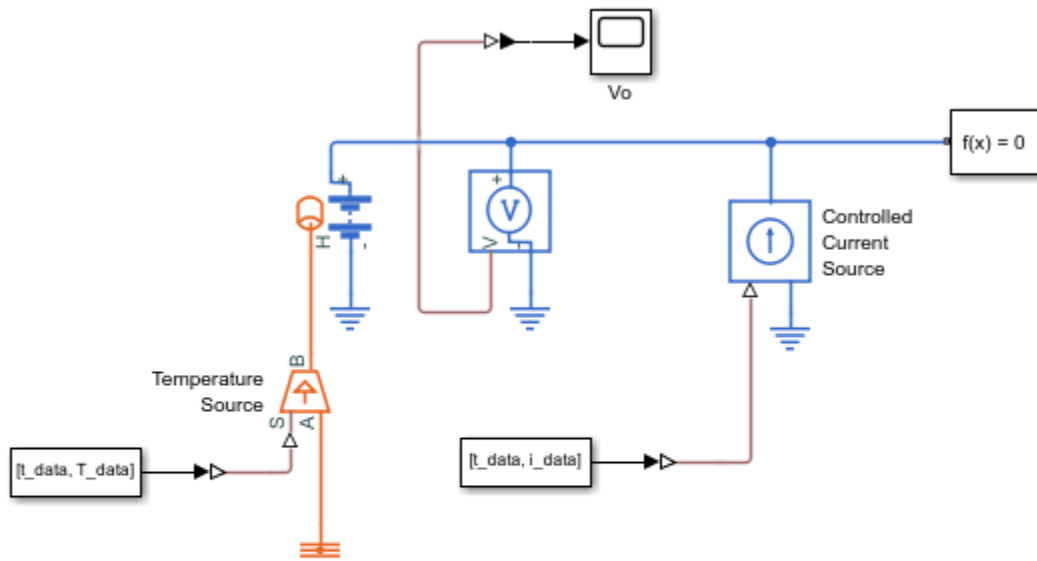 Vo
f(x) = 0
+
H
-
+
V
V
-
Controlled
Current
Source
B
Temperature
Source
S
A
[t_data, T_data]
[t_data, i_data]